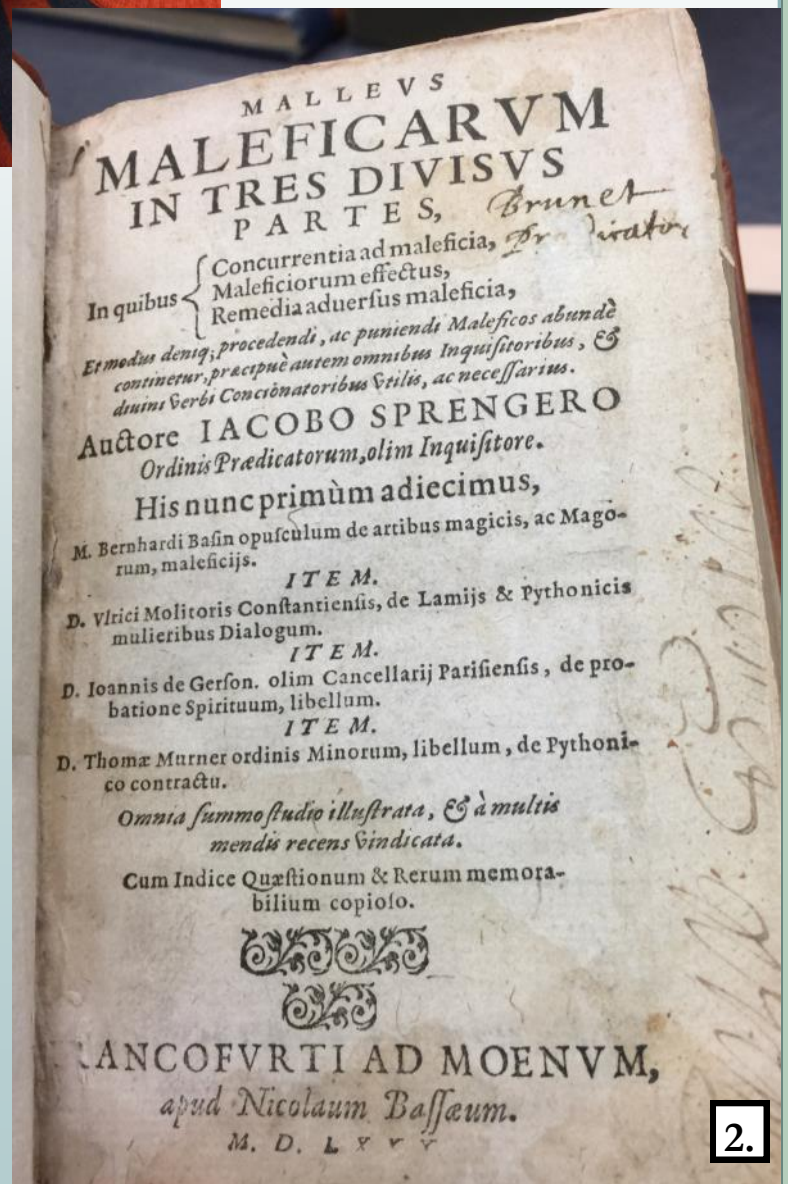 MALLEVS
MALEFICARVM
IN TRES DIVISVS
PARTES, Brunet
In quibus { Concurrentia ad maleficia,
Maleficiorum effectus,
Remedia aduerſus maleficia,
Et modus deniq; procedendi, ac puniendi Maleficos abundè
continetur, præcipuè autem omnibus Inquiſitoribus, &
diuini verbi Concionatoribus vtilis, ac neceſſarius.
Auctore IACOBO SPRENGERO
Ordinis Prædicatorum, olim Inquiſitore.
His nunc primùm adiecimus,
M. Bernhardi Baſin opuſculum de artibus magicis, ac Mago-
rum, maleficijs.
ITEM.
D. Vlrici Molitoris Conſtantienſis, de Lamijs & Pythonicis
mulieribus Dialogum.
ITEM.
D. Ioannis de Gerſon. olim Cancellarij Pariſienſis, de pro-
batione Spirituum, libellum.
ITEM.
D. Thomæ Murner ordinis Minorum, libellum, de Pythoni-
co contractu.
Omnia ſummo ſtudio illuſtrata, & à multis
mendis recens vindicata.
Cum Indice Quæſtionum & Rerum memora-
bilium copioſo.
RANCOFVRTI AD MOENVM,
apud Nicolaum Baſſæum.
M. D. L
2.